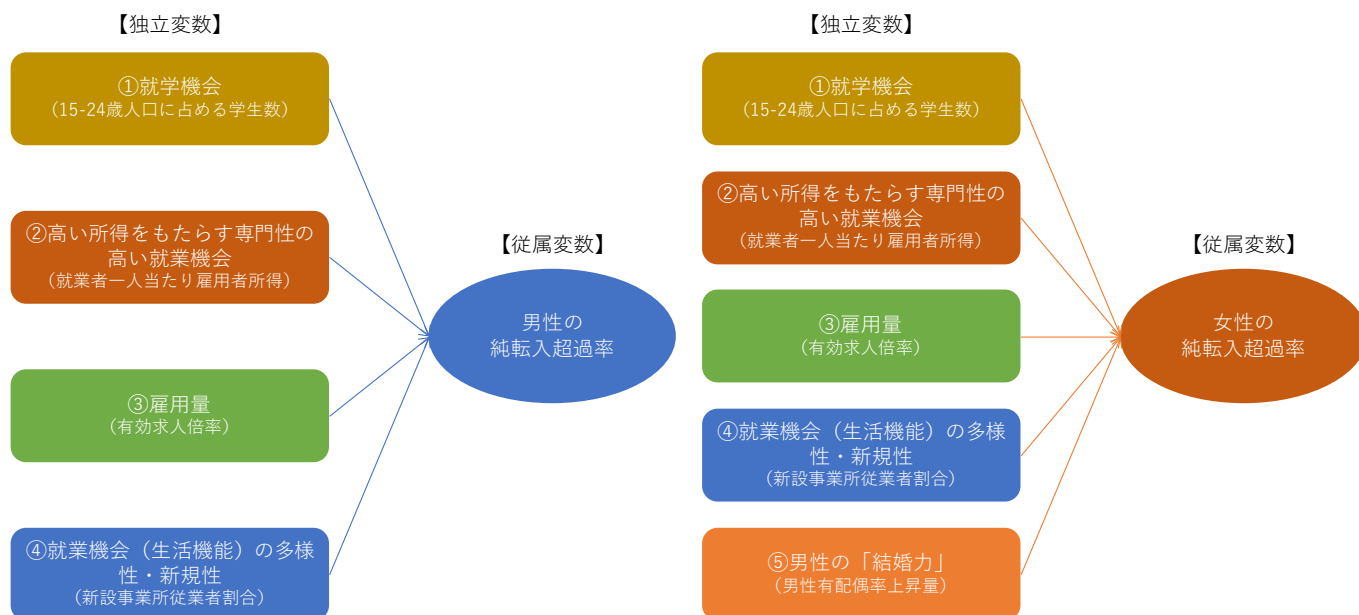 【独立変数】
①就学機会
（15-24歳人口に占める学生数）
②高い所得をもたらす専門性の
高い就業機会
（就業者一人当たり雇用者所得）
③雇用量
（有効求人倍率）
④就業機会（生活機能）の多様
性・新規性
（新設事業所従業者割合）
【従属変数】
男性の
純転入超過率
【独立変数】
①就学機会
（15-24歳人口に占める学生数）
②高い所得をもたらす専門性の
高い就業機会
（就業者一人当たり雇用者所得）
③雇用量
（有効求人倍率）
④就業機会（生活機能）の多様
性・新規性
（新設事業所従業者割合）
⑤男性の「結婚力」
（男性有配偶率上昇量）
【従属変数】
女性の
純転入超過率